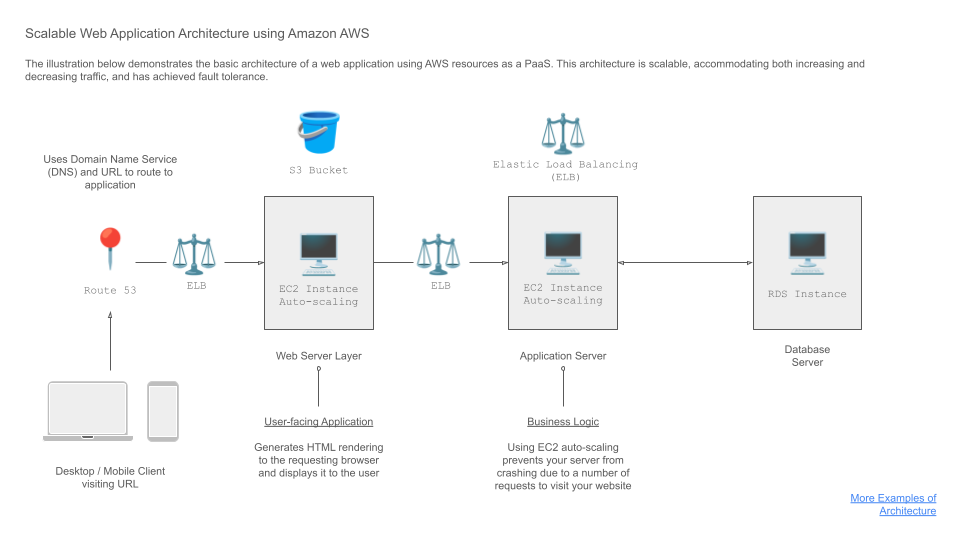 Scalable Web Application Architecture using Amazon AWS
The illustration below demonstrates the basic architecture of a web application using AWS resources as a PaaS. This architecture is scalable, accommodating both increasing and
decreasing traffic, and has achieved fault tolerance.
Uses Domain Name Service
(DNS) and URL to route to
application
S3 Bucket
Elastic Load Balancing
(ELB)
Route 53
ELB
EC2 Instance
Auto-scaling
ELB
EC2 Instance
Auto-scaling
RDS Instance
Web Server Layer
Application Server
Database
Server
User-facing Application
Generates HTML rendering
to the requesting browser
and displays it to the user
Business Logic
Using EC2 auto-scaling
prevents your server from
crashing due to a number of
requests to visit your website
Desktop / Mobile Client
visiting URL
More Examples of
Architecture